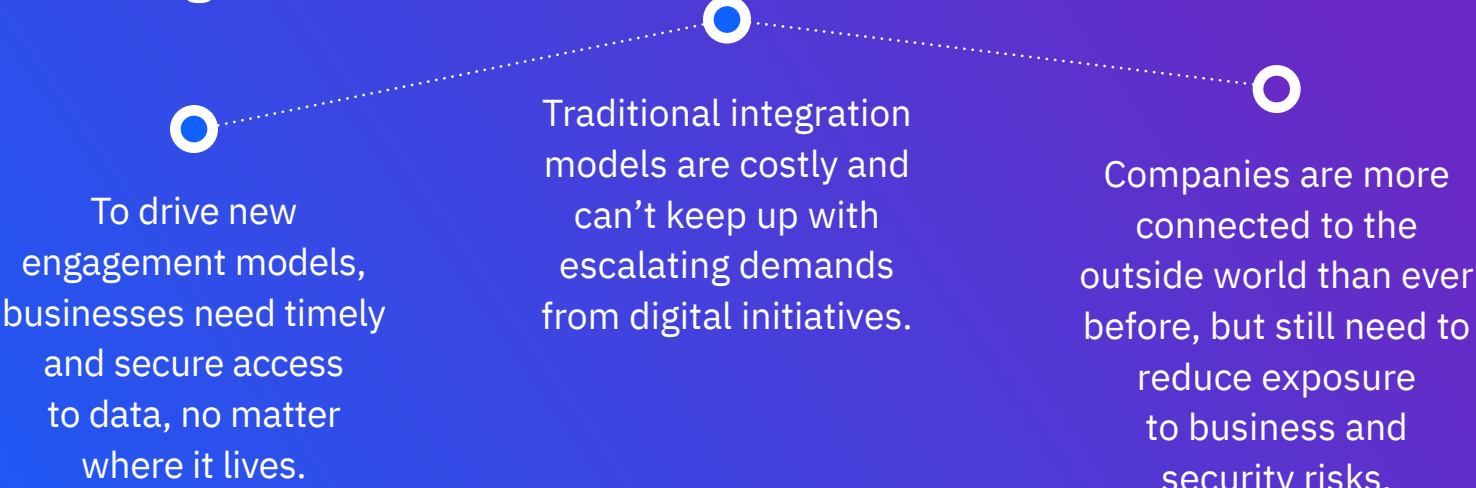 To drive new
engagement models,
businesses need timely
and secure access
to data, no matter
where it lives.
Traditional integration
models are costly and
can’t keep up with
escalating demands
from digital initiatives.
Companies are more
connected to the
outside world than ever
before, but still need to
reduce exposure
to business and
security risks.